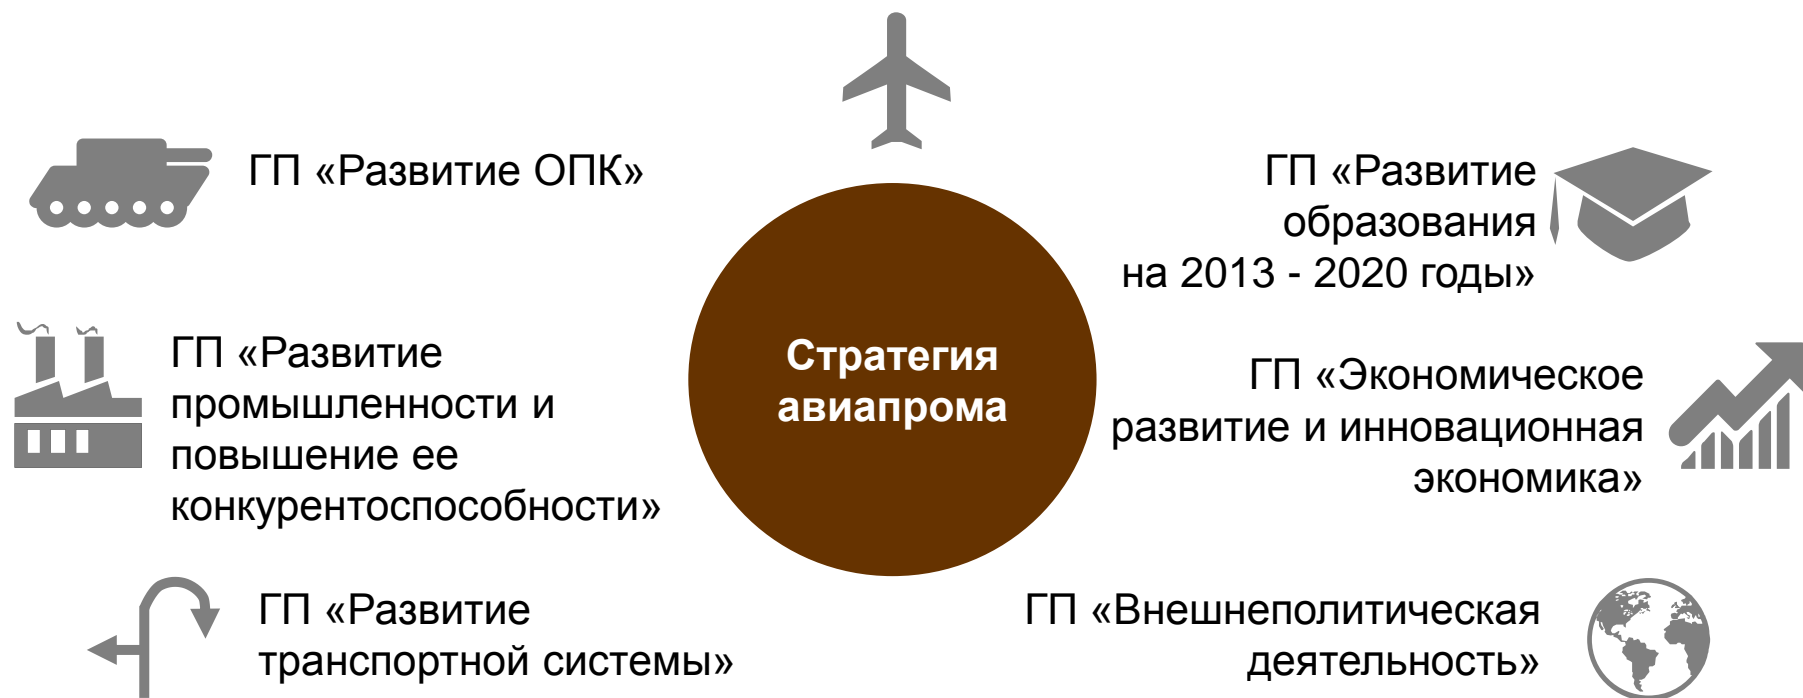 ГП «Развитие ОПК»
ГП «Развитие
промышленности и
повышение ее
конкурентоспособности»
ГП «Развитие
транспортной системы»
Стратегия
авиапрома
ГП «Развитие
образования
на 2013 - 2020 годы»
ГП «Экономическое
развитие и инновационная
экономика»
ГП «Внешнеполитическая
деятельность»